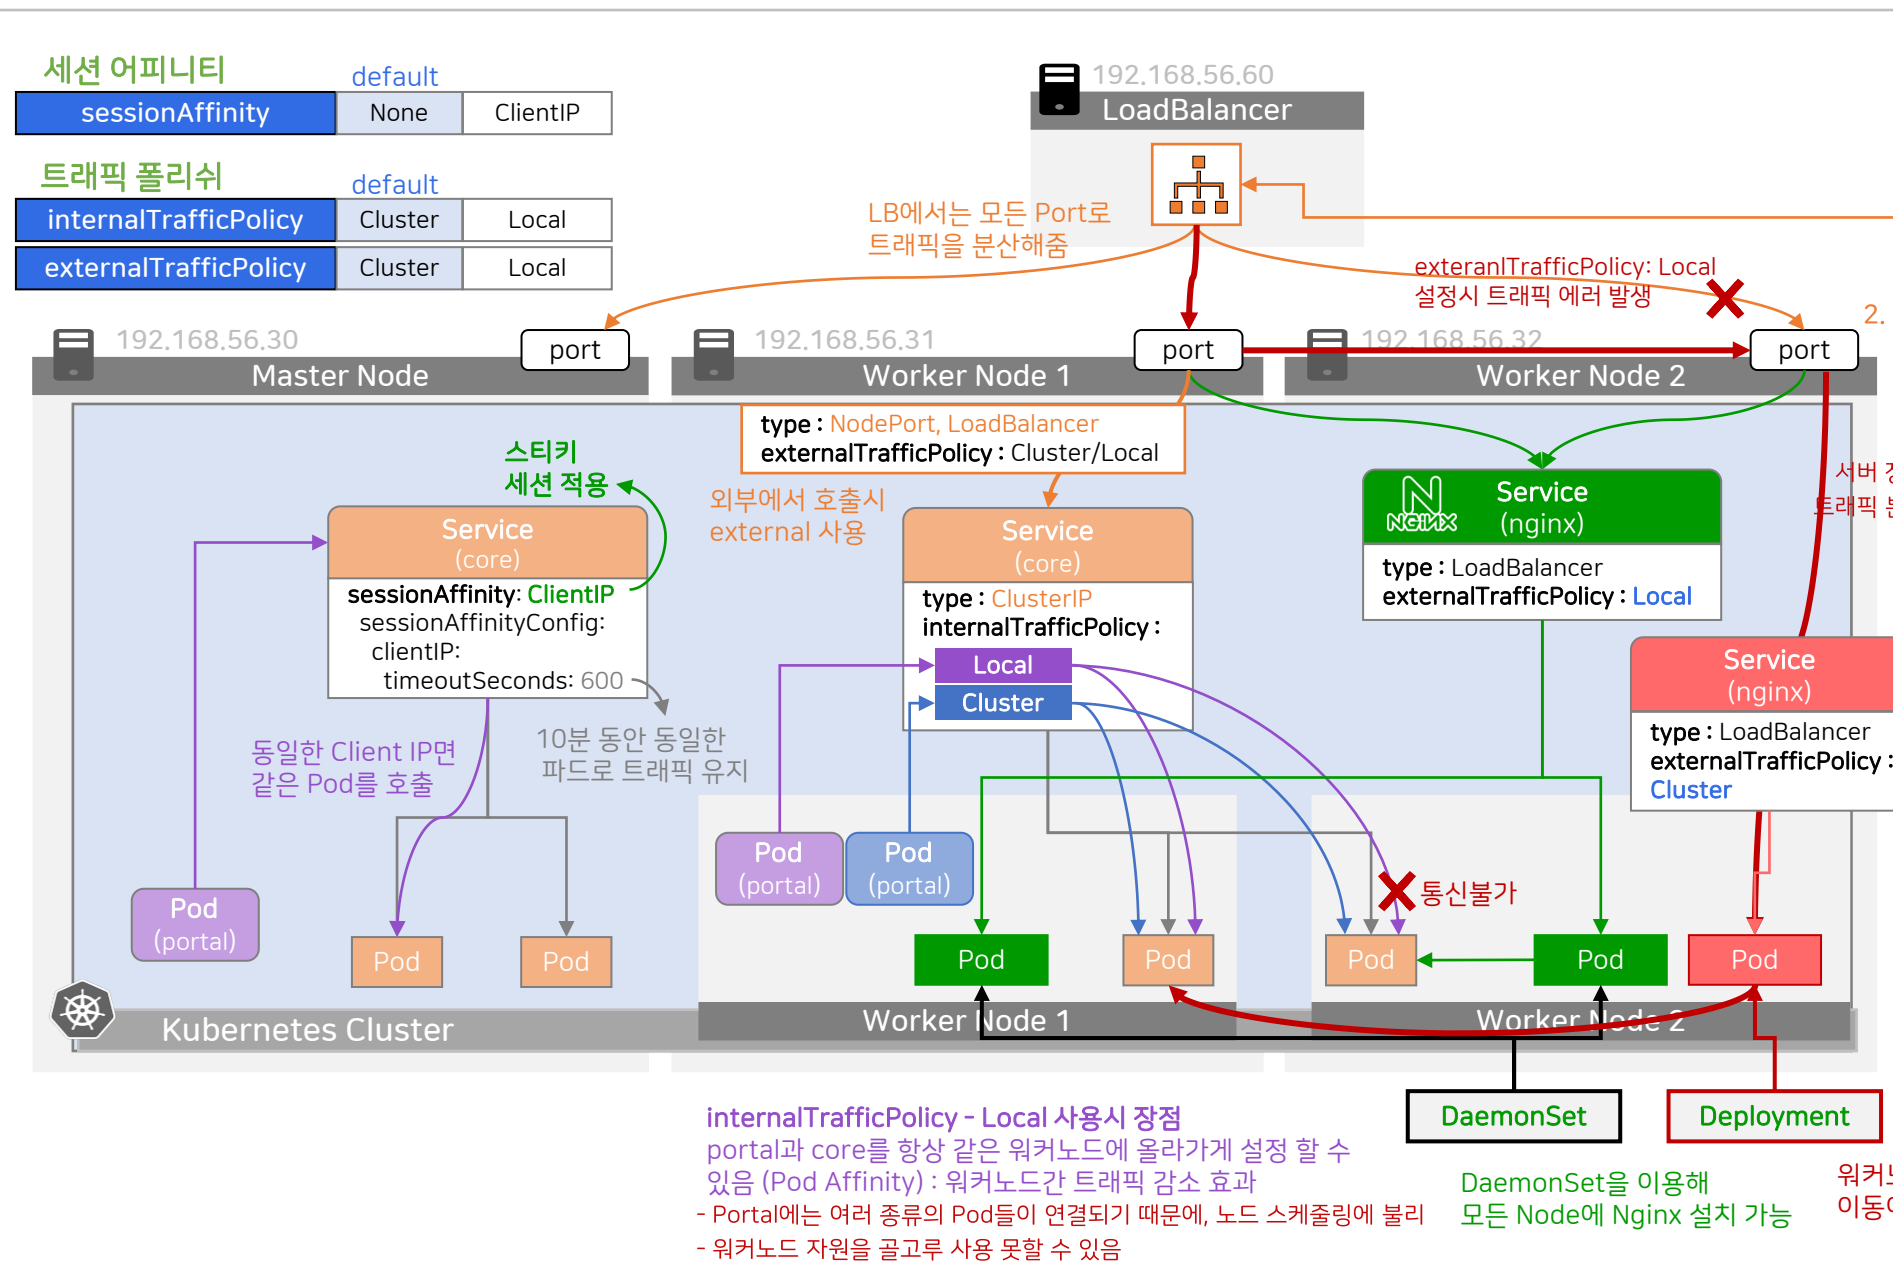 세션 어피니티
default
sessionAffinity
None
ClientIP
트래픽 폴리쉬
default
internalTrafficPolicy
Cluster
Local
externalTrafficPolicy
Cluster
Local
192.168.56.60
LoadBalancer
LB에서는 모든 Port로
트래픽을 분산해줌
exteranlTrafficPolicy: Local
설정시 트래픽 에러 발생
2.
192.168.56.30
port
Master Node
192.168.56.31
port
Worker Node 1
192.168.56.32
port
Worker Node 2
type : NodePort, LoadBalancer
externalTrafficPolicy : Cluster/Local
스티키
세션 적용
외부에서 호출시
external 사용
Service
(core)
sessionAffinity: ClientIP
sessionAffinityConfig:
clientIP:
timeoutSeconds: 600
Service
(core)
type : ClusterIP
internalTrafficPolicy :
Local
Cluster
NGINX
Service
(nginx)
type : LoadBalancer
externalTrafficPolicy : Local
서버
트래픽
Service
(nginx)
type : LoadBalancer
externalTrafficPolicy :
Cluster
동일한 Client IP면
같은 Pod를 호출
10분 동안 동일한
파드로 트래픽 유지
Pod
(portal)
Pod
(portal)
Pod
(portal)
통신불가
Pod
Pod
Pod
Pod
Pod
Pod
Pod
Kubernetes Cluster
Worker Node 1
Worker Node 2
DaemonSet
Deployment
internalTrafficPolicy - Local 사용시 장점
portal과 core를 항상 같은 워커노드에 올라가게 설정 할 수
있음 (Pod Affinity) : 워커노드간 트래픽 감소 효과
- Portal에는 여러 종류의 Pod들이 연결되기 때문에, 노드 스케줄링에 불리
- 워커노드 자원을 골고루 사용 못할 수 있음
DaemonSet을 이용해
모든 Node에 Nginx 설치 가능